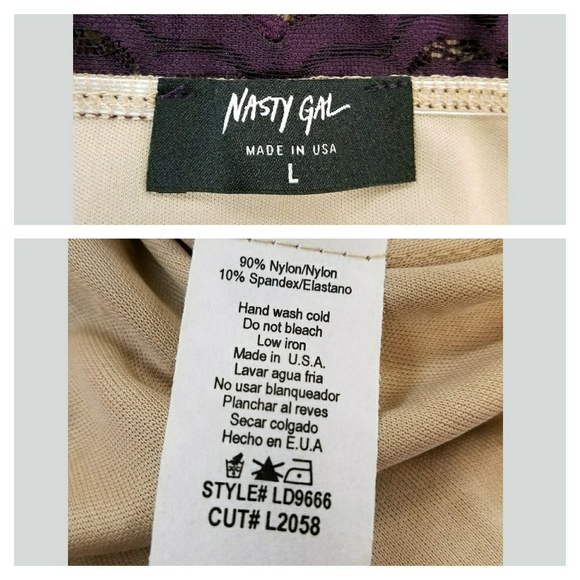 NASTY GAL
MADE IN USA
L
90% Nylon/Nylon
10% Spandex/Elastano
Hand wash cold
Do not bleach
Low iron
Made in U.S.A.
Lavar agua fria
No usar blanqueador
Planchar al reves
Secar colgado
Hecho en E.U.A
STYLE# LD9666
CUT# L2058